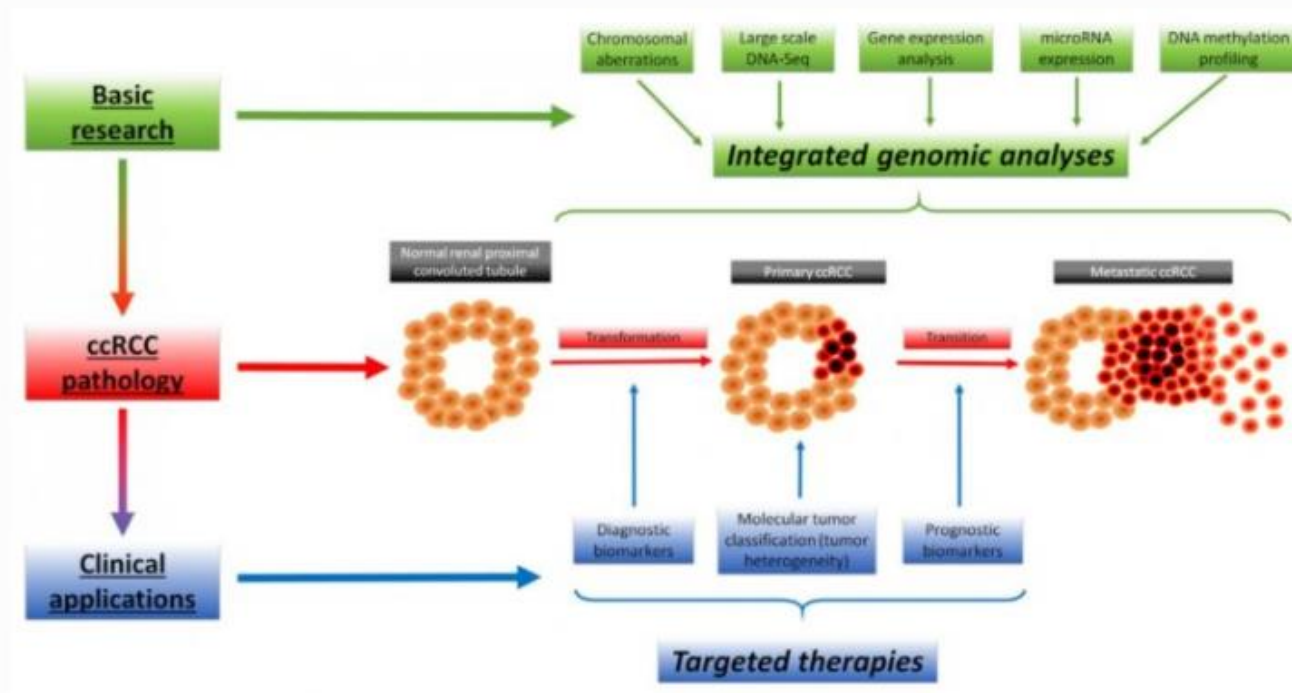 Chromosomal
aberrations
Large scale
DNA-Seq
Gene expression
analysis
microRNA
expression
DNA methylation
profiling
Basic
research
Integrated genomic analyses
Normal renal proximal
convoluted tubule
Primary ccRCC
Metastatic ccRCC
ccRCC
pathology
Transformation
Transition
Clinical
applications
Diagnostic
biomarkers
Molecular tumor
classification (tumor
heterogeneity)
Prognostic
biomarkers
Targeted therapies